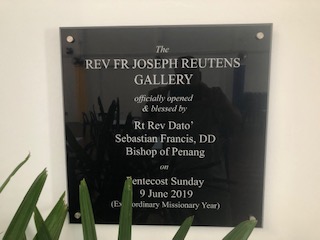 The
REV FR JOSEPH REUTENS
GALLERY
officially opened
& blessed by
Rt Rev Dato'
Sebastian Francis, DD
Bishop of Penang
on
Pentecost Sunday
9 June 2019
(Extraordinary Missionary Year)